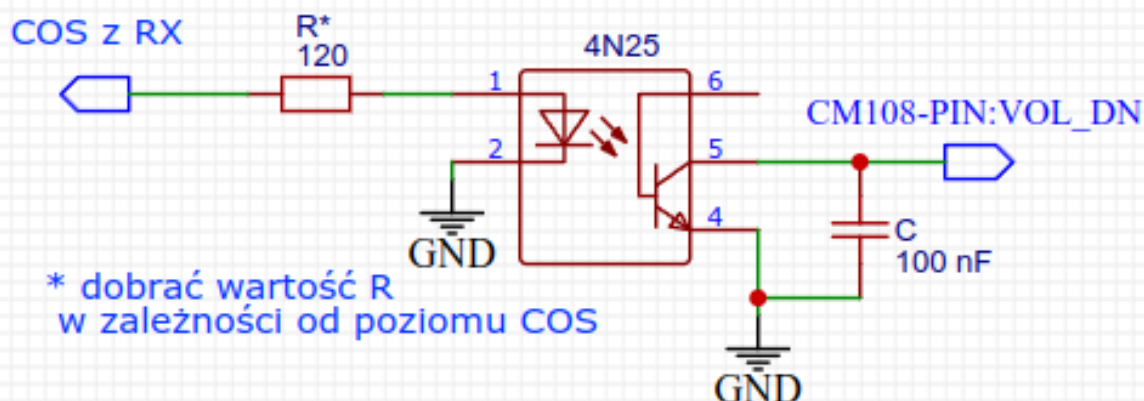 COS z RX
R*
120
4N25
1
2
6
5
4
CM108-PIN:VOL_DN
C
100 nF
GND
* dobrać wartość R
w zależności od poziomu COS
GND